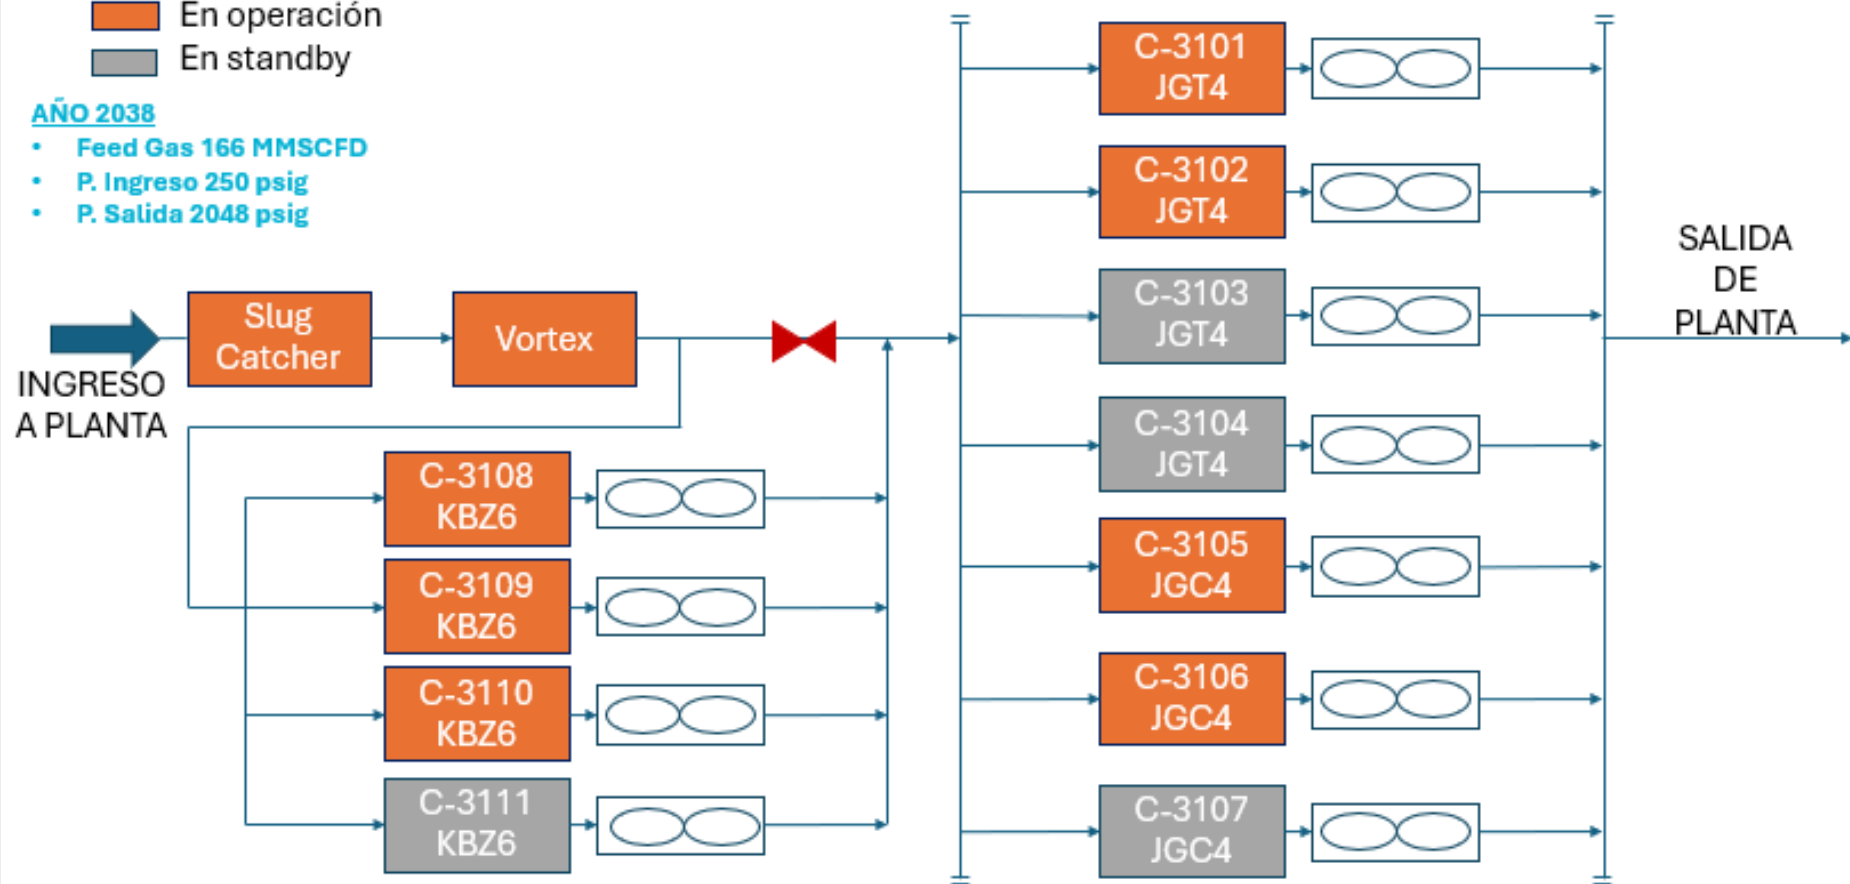 En operación
En standby
AÑO 2038
• Feed Gas 166 MMSCFD
• P. Ingreso 250 psig
• P. Salida 2048 psig
INGRESO
A PLANTA
Slug
Catcher
Vortex
C-3108
KBZ6
C-3109
KBZ6
C-3110
KBZ6
C-3111
KBZ6
C-3101
JGT4
C-3102
JGT4
C-3103
JGT4
C-3104
JGT4
C-3105
JGC4
C-3106
JGC4
C-3107
JGC4
SALIDA
DE
PLANTA